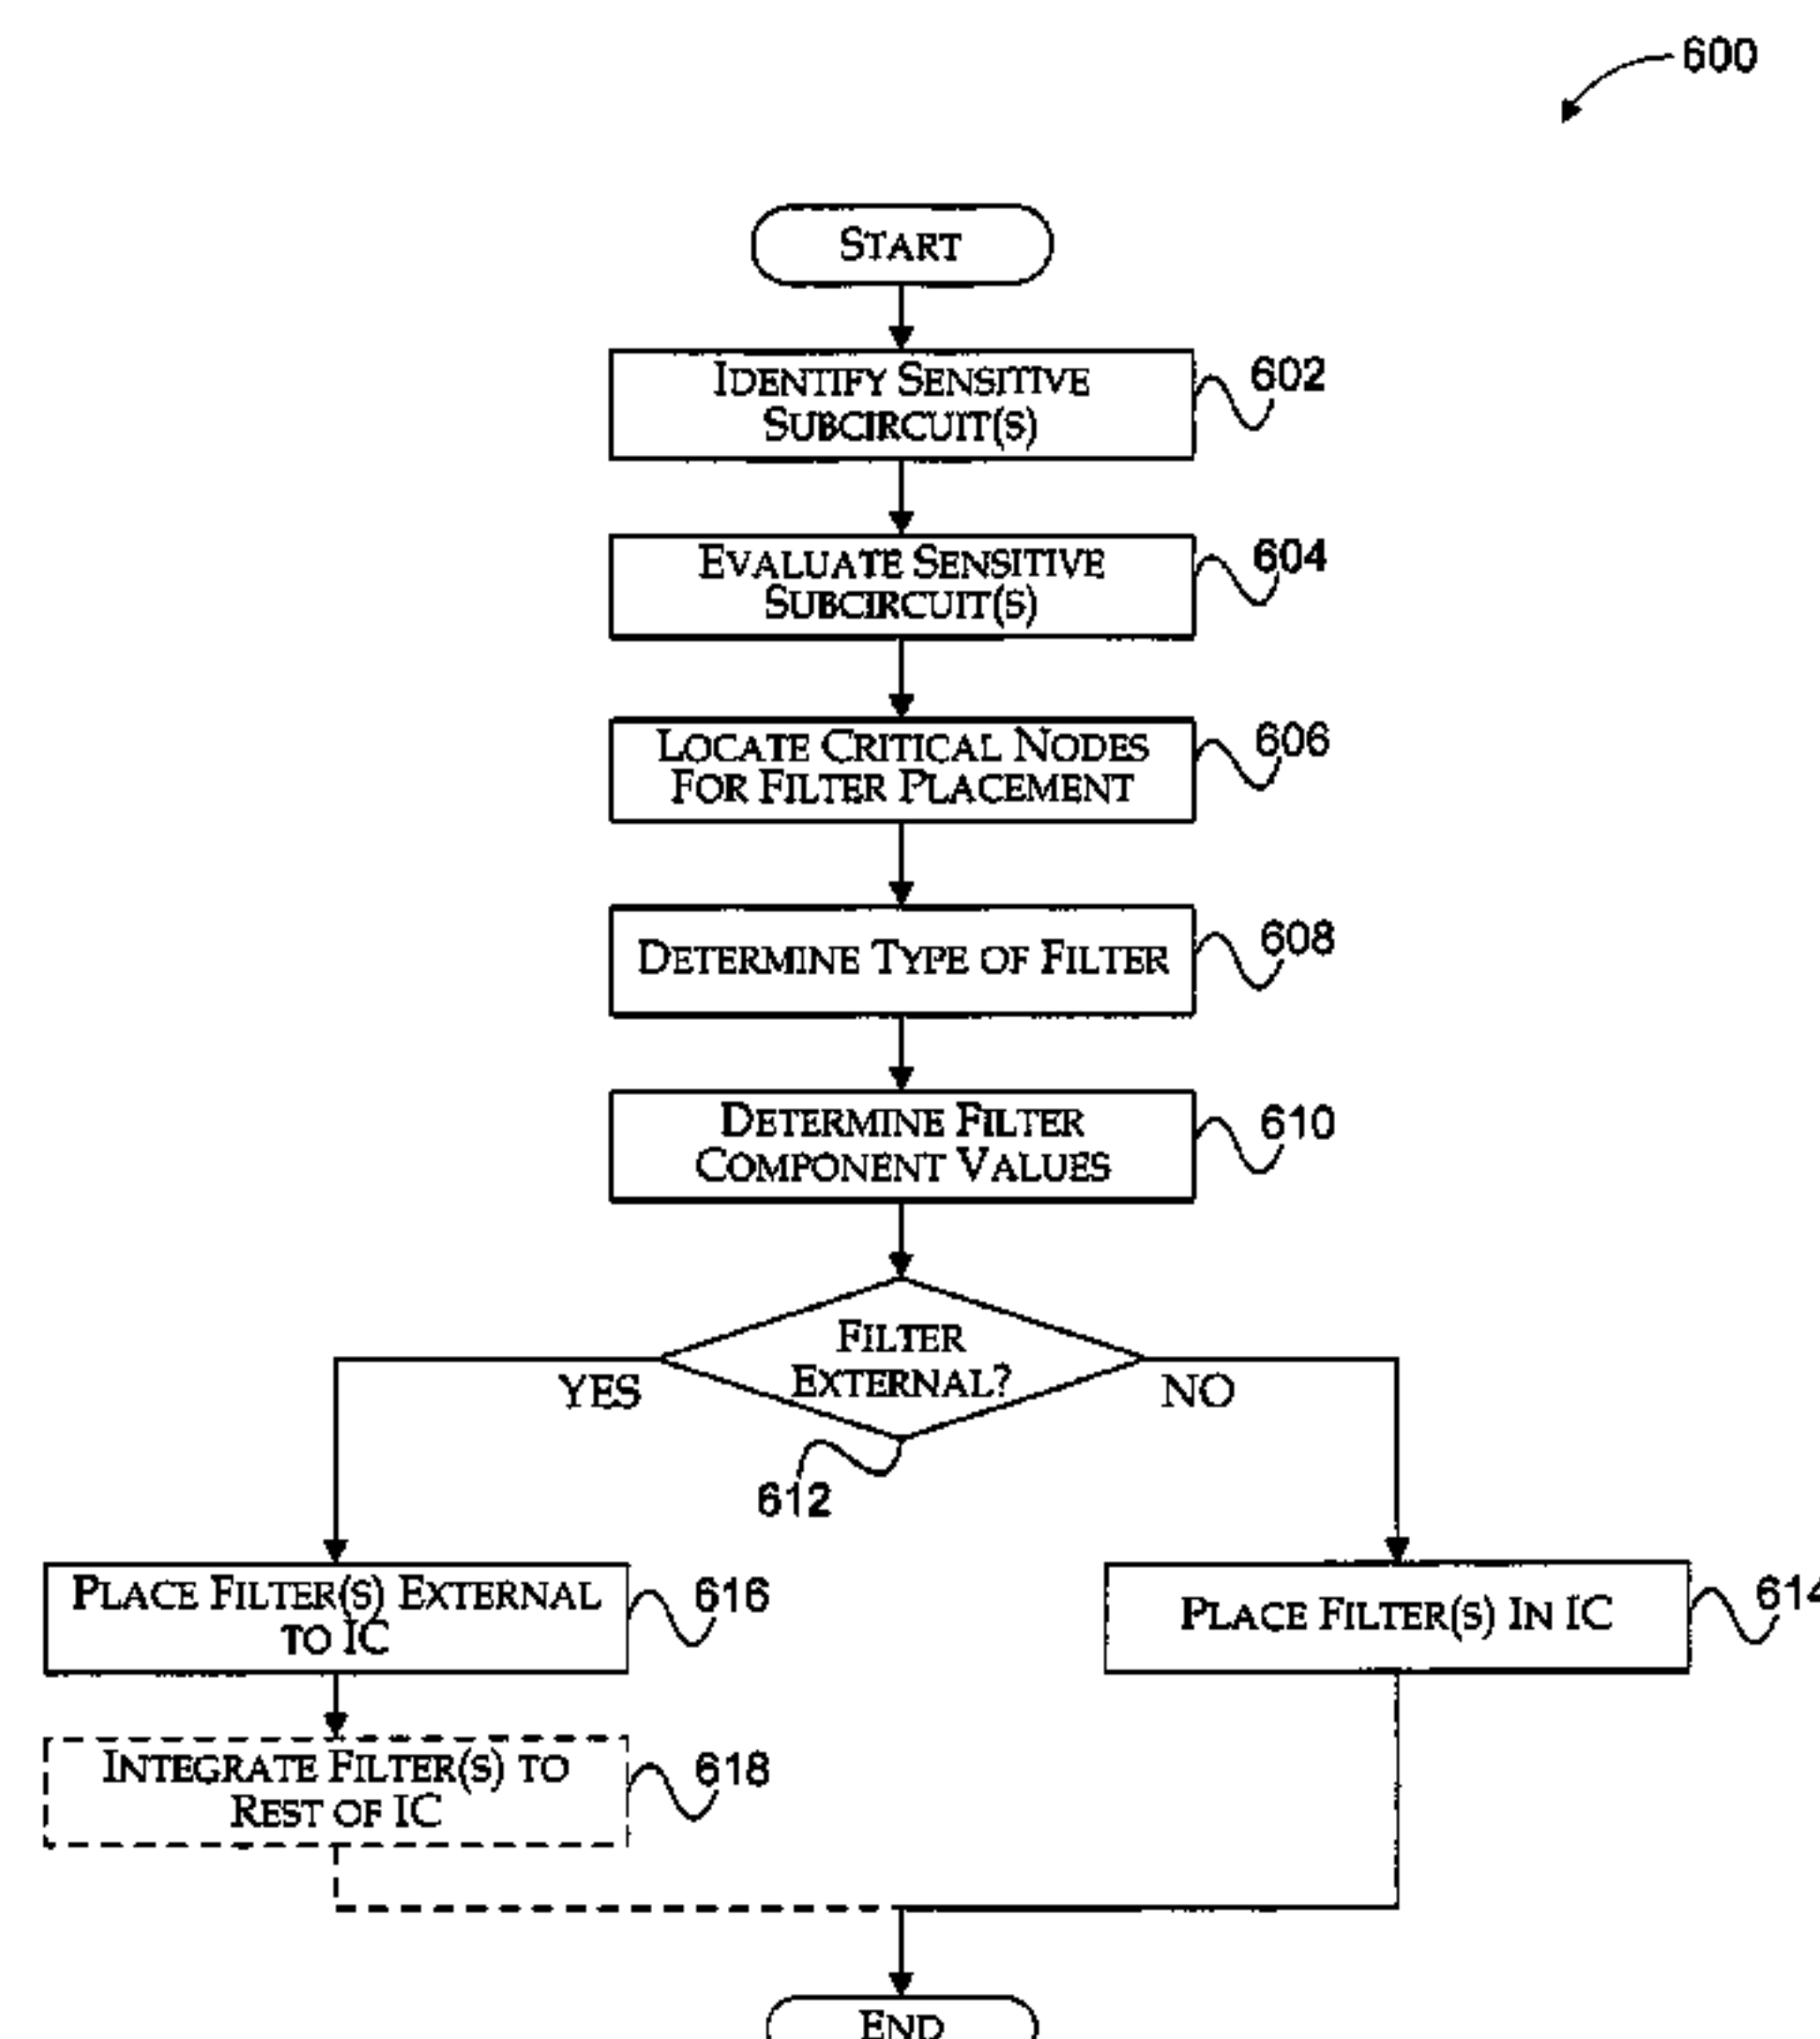 600
START
IDENTIFY SENSITIVE
SUBCIRCUIT(S)
602
EVALUATE SENSITIVE
SUBCIRCUIT(S)
604
LOCATE CRITICAL NODES
FOR FILTER PLACEMENT
606
DETERMINE TYPE OF FILTER
608
DETERMINE FILTER
COMPONENT VALUES
610
FILTER
EXTERNAL?
YES
NO
612
PLACE FILTER(S) EXTERNAL
TO IC
616
PLACE FILTER(S) IN IC
614
INTEGRATE FILTER(S) TO
REST OF IC
618
END